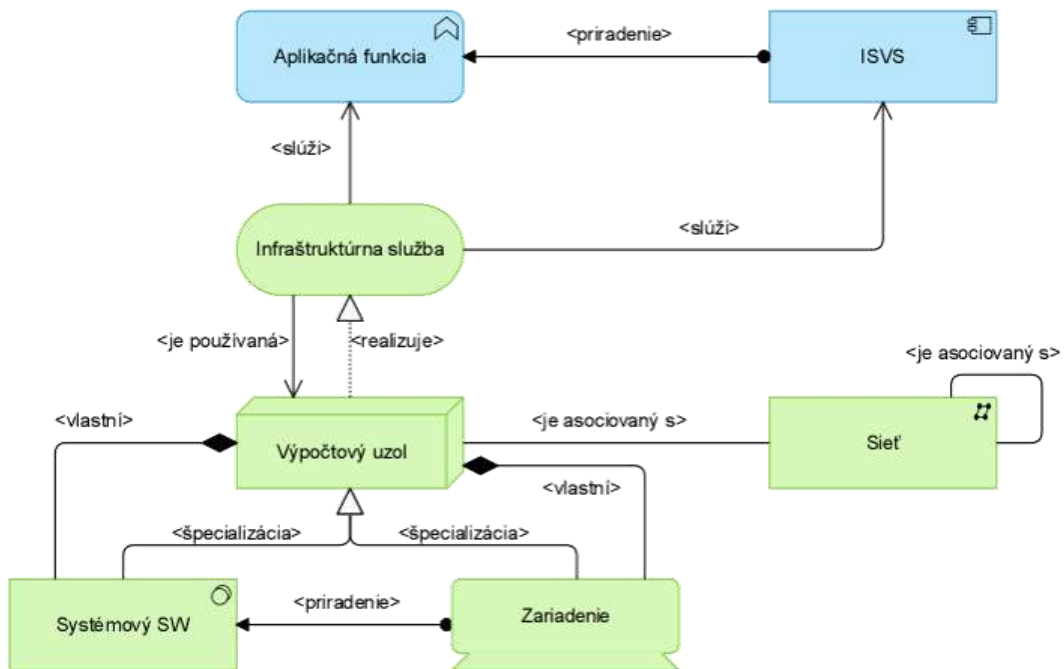 <priradenie>
Aplikačná funkcia
ISVS
<slúži>
<slúži>
Infraštruktúrna služba
<je používaná>
<realizuje>
<je asociovaný s>
<vlastní>
<je asociovaný s>
Výpočtový uzol
Sieť
<vlastní>
<špecializácia>
<špecializácia>
<priradenie>
Systémový SW
Zariadenie